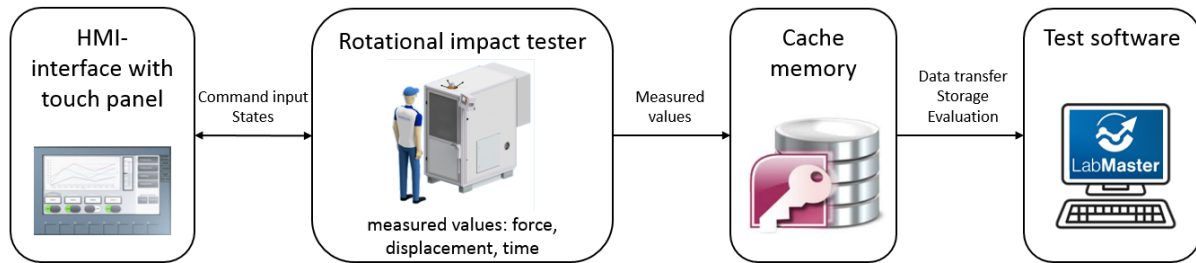 HMI-
interface with
touch panel
Command input
States
Rotational impact tester
measured values: force,
displacement, time
Measured
values
Cache
memory
Data transfer
Storage
Evaluation
Test software
LabMaster